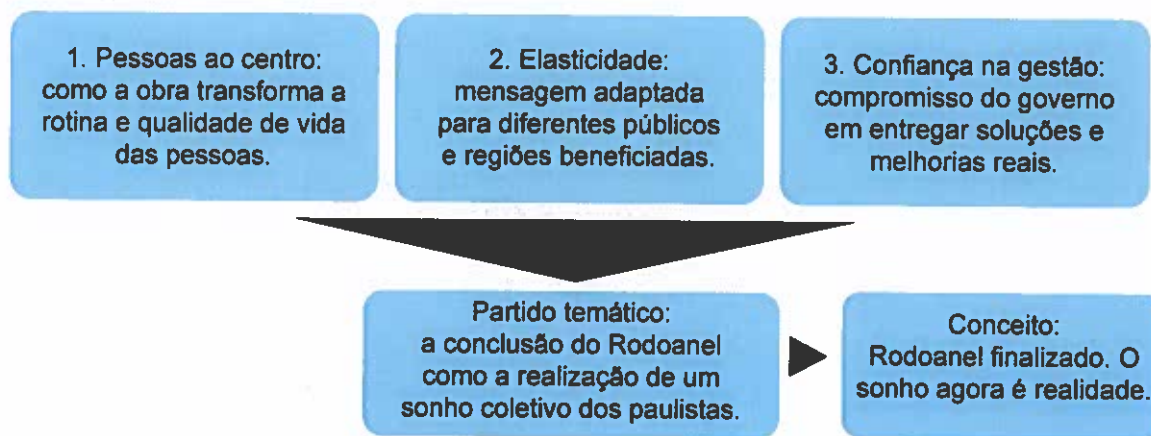 1. Pessoas ao centro:
como a obra transforma a
rotina e qualidade de vida
das pessoas.
2. Elasticidade:
mensagem adaptada
para diferentes públicos
e regiões beneficiadas.
3. Confiança na gestão:
compromisso do governo
em entregar soluções e
melhorias reais.
Partido temático:
a conclusão do Rodoanel
como a realização de um
sonho coletivo dos paulistas.
Conceito:
Rodoanel finalizado. O
sonho agora é realidade.